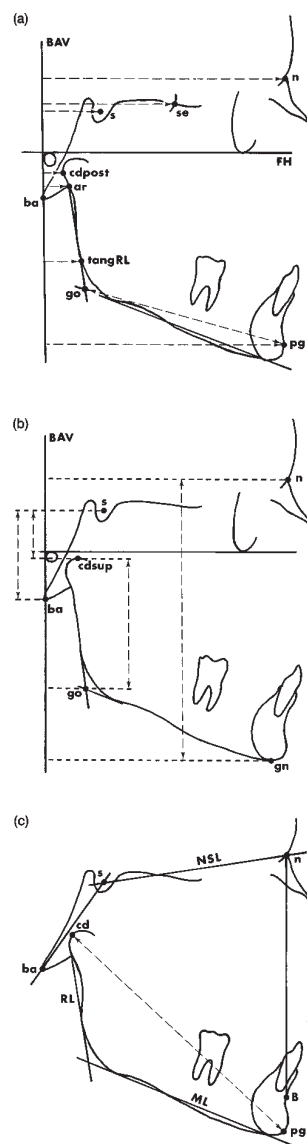 (a)
BAV
n
s
se
FH
cdpost
ar
ba
tangRL
go
pg
(b)
BAV
n
s
cdsup
ba
go
gn
(c)
NSL
n
s
cd
ba
RL
ML
B
pg